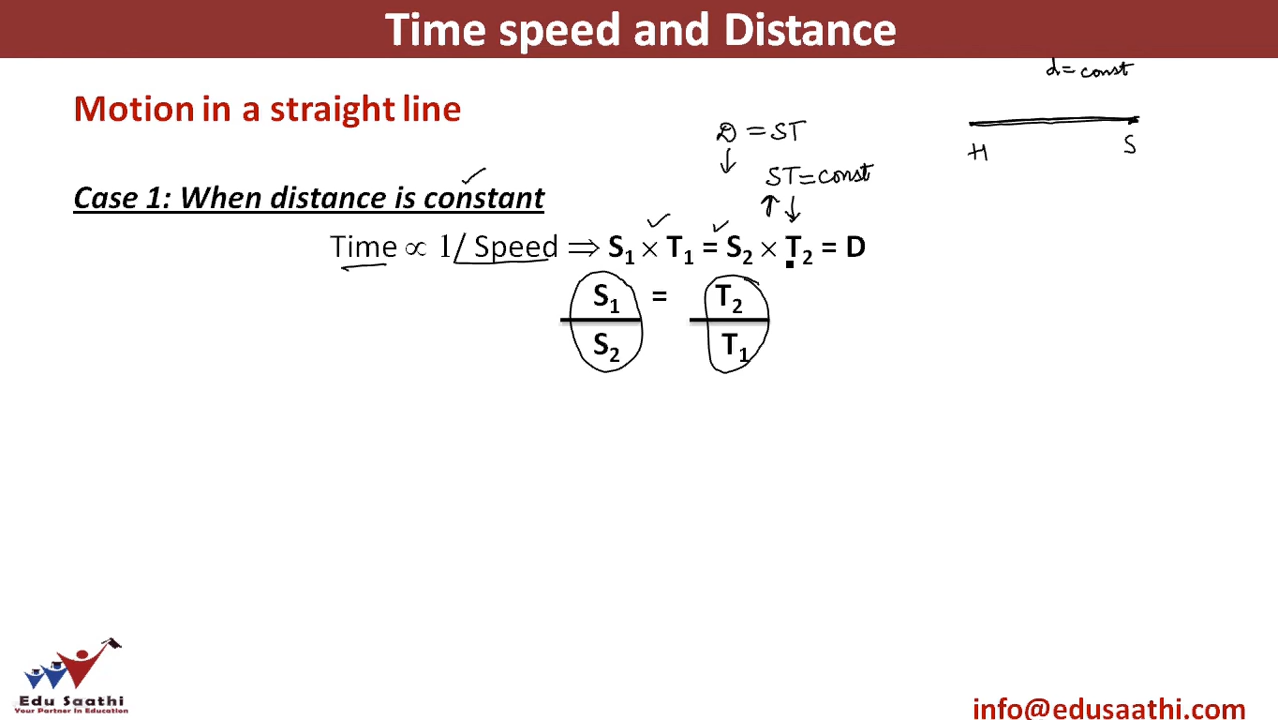 Time speed and Distance
d = const
Motion in a straight line
D = ST
H S
ST = const
Case 1: When distance is constant
Time ∝ 1/ Speed ⇒ S₁ × T₁ = S₂ × T₂ = D
S₁ = T₂
S₂ T₁
Edu Saathi
Your Partner In Education
info@edusaathi.com